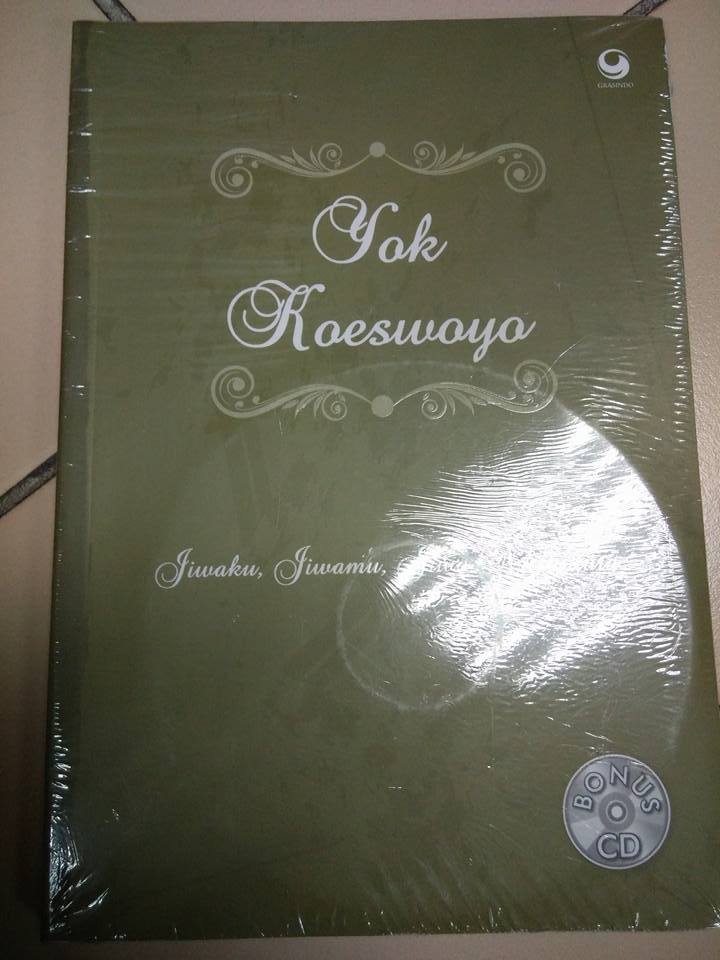 GRASINDO
Yok
Koeswoyo
Jiwaku, Jiwamu,
BONUS
CD